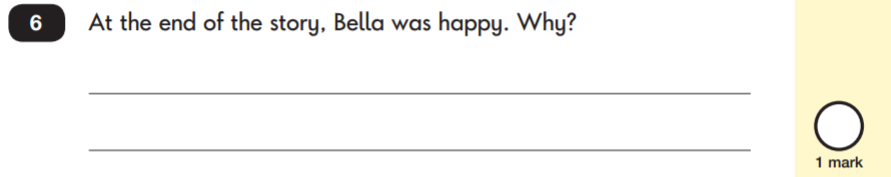 6 At the end of the story, Bella was happy. Why?
1 mark